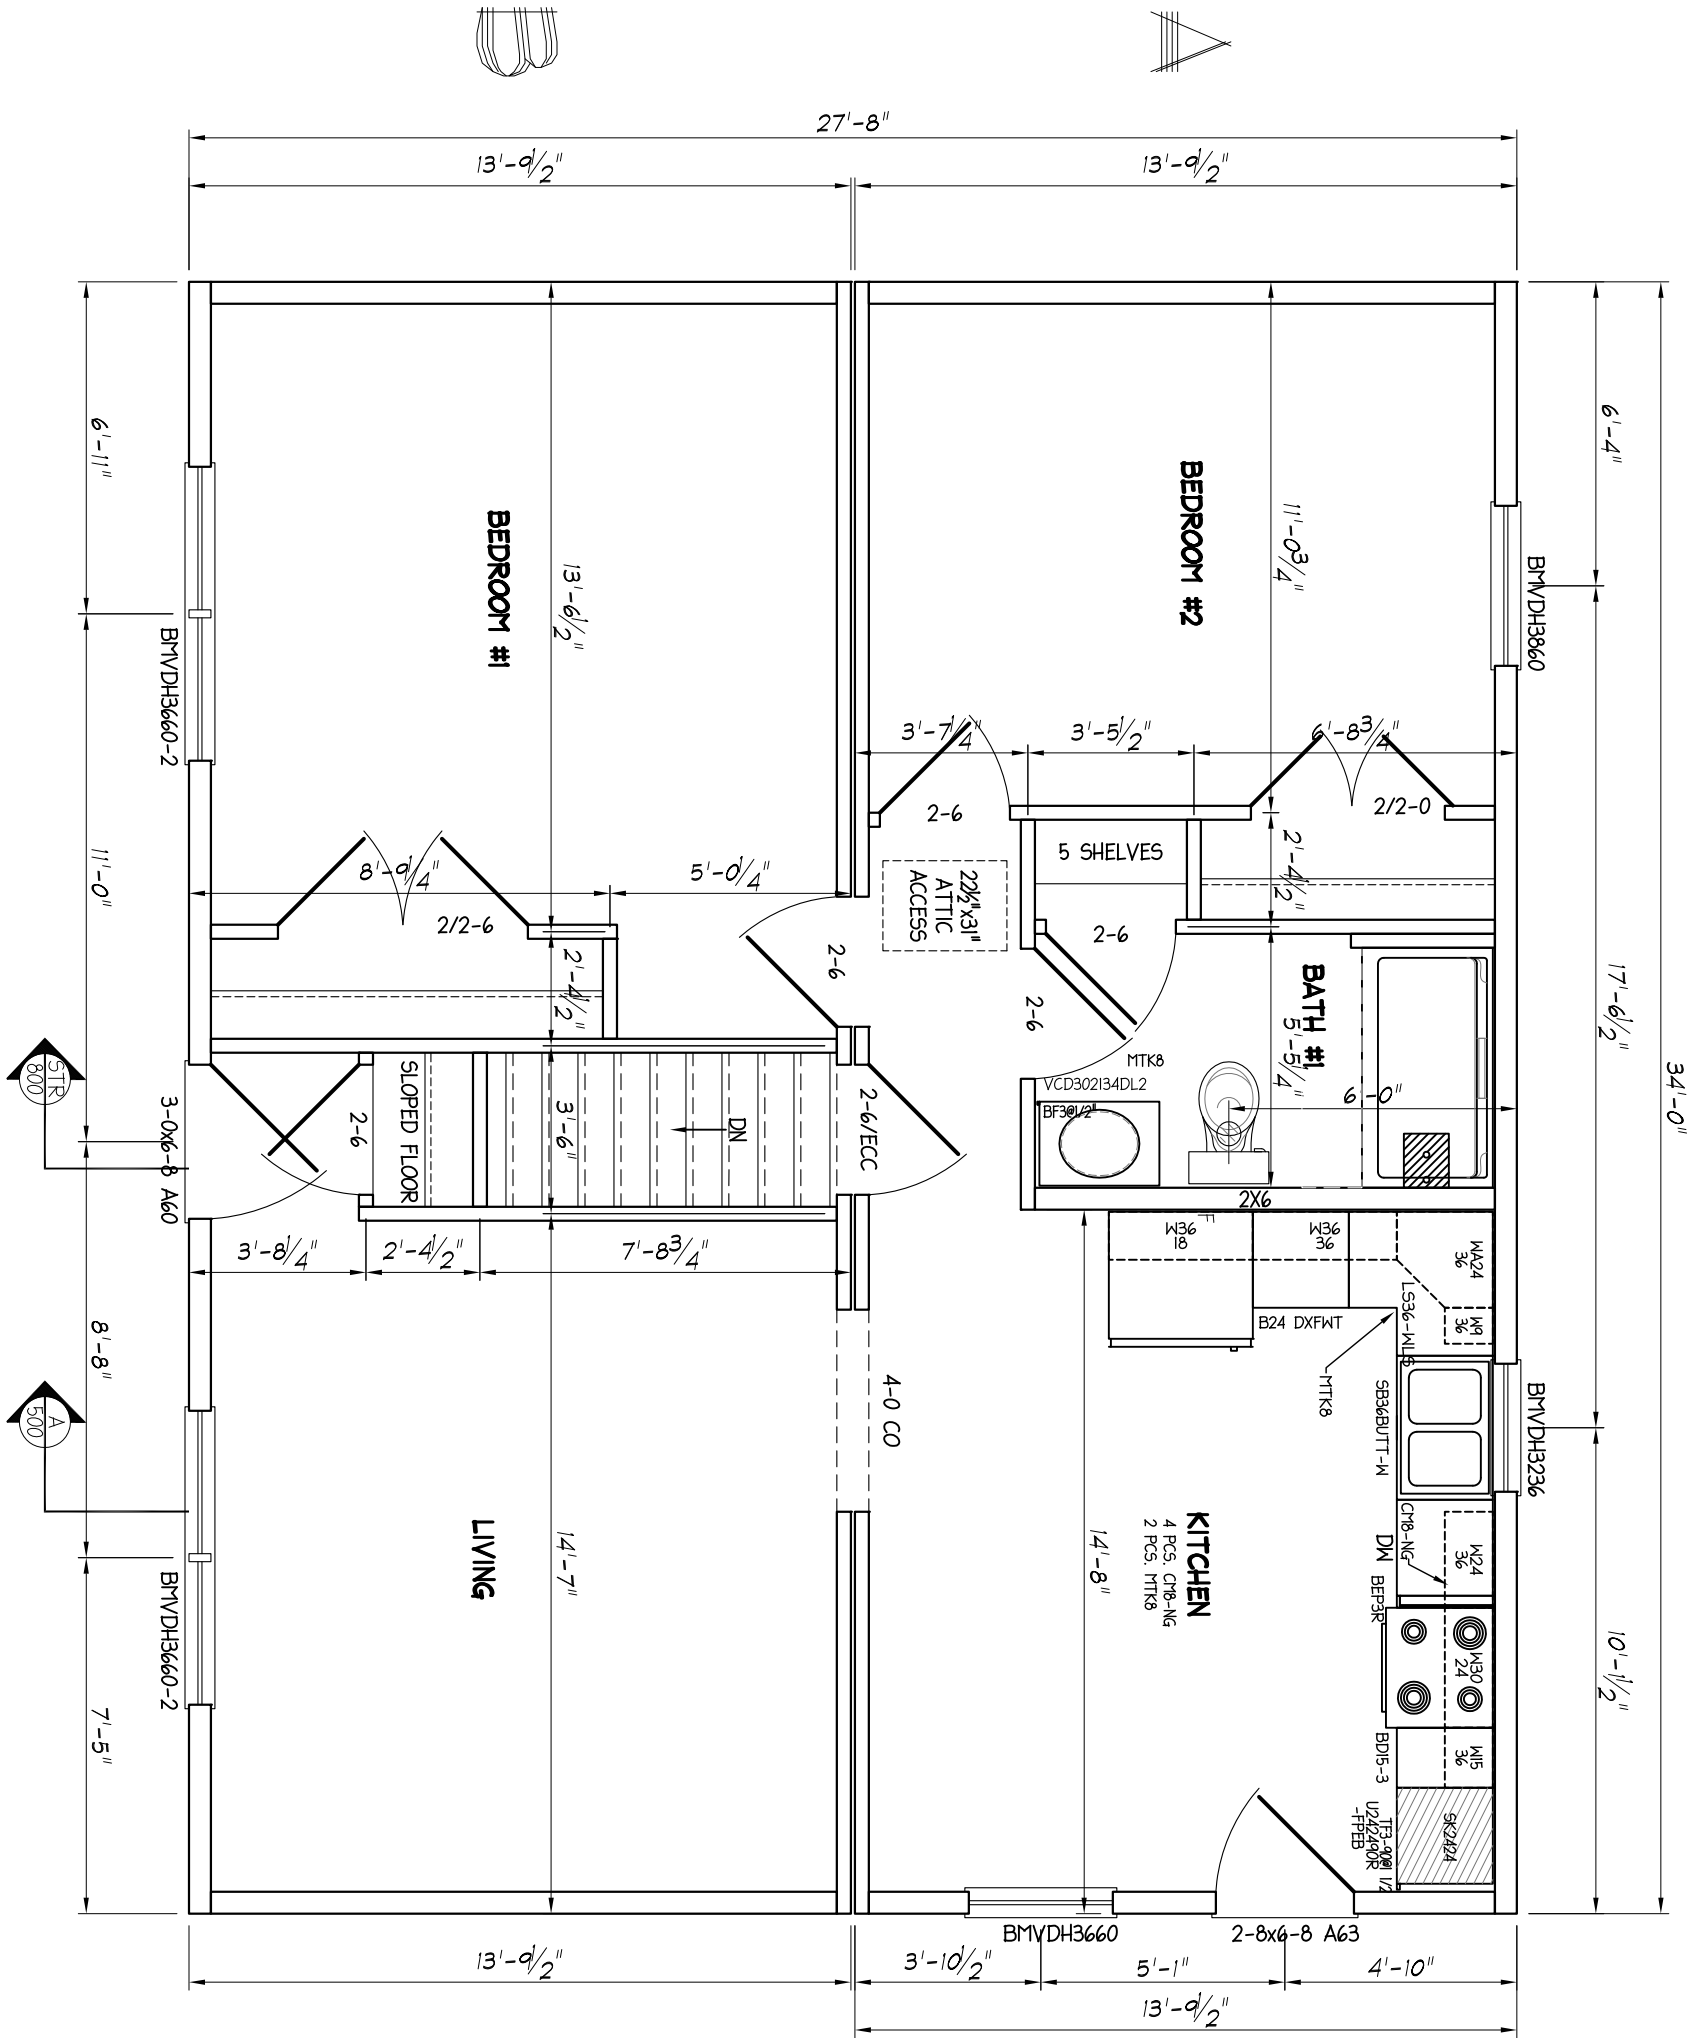 27'-8"
13'-9 1/2"
13'-9 1/2"
6'-11"
11'-0"
8'-8"
7'-5"
6'-4"
17'-6 1/2"
10'-1 1/2"
34'-0"
BEDROOM #1
13'-6 1/2"
BMVDH3660-2
BEDROOM #2
11'-0 3/4"
BMVDH3860
3'-7 1/4"
3'-5 1/2"
6'-8 3/4"
2-6
2/2-0
5 SHELVES
2'-4 1/2"
22 1/2"x31"
ATTIC
ACCESS
2-6
8'-9 1/4"
5'-0 1/4"
2/2-6
2'-4 1/2"
2-6
2-6
BATH #1
5'-5 1/4"
6'-0"
MTK8
VCD302134DL2
BF3@1/2"
2X6
STR
800
3-0x6-8 A60
2-6
SLOPED FLOOR
3'-6"
DN
2-6/ECC
3'-8 1/4"
2'-4 1/2"
7'-8 3/4"
A
500
LIVING
14'-7"
BMVDH3660-2
4-0 CO
F
W36
18
W36
36
WA24
36
W9
36
B24 DXFWT
LS36-WLS
MTK8
SB36BUTT-W
BMVDH3236
KITCHEN
4 PCS. CM8-NG
2 PCS. MTK8
14'-8"
CM8-NG
DW
W24
36
BEP3R
W30
24
W15
36
BD15-3
SK2424
TF3-90@1 1/2
U242490R
-FPEB
BMVDH3660
2-8x6-8 A63
13'-9 1/2"
3'-10 1/2"
5'-1"
4'-10"
13'-9 1/2"